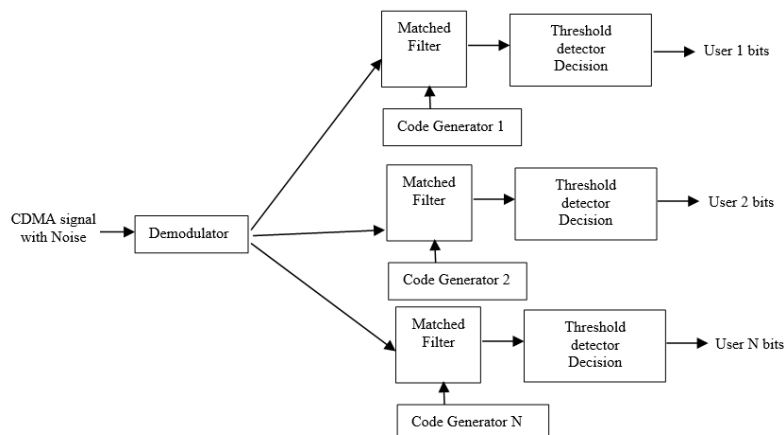 Matched
Filter
Threshold
detector
Decision
User 1 bits
Code Generator 1
Matched
Filter
Threshold
detector
Decision
User 2 bits
CDMA signal
with Noise
Demodulator
Code Generator 2
Matched
Filter
Threshold
detector
Decision
User N bits
Code Generator N